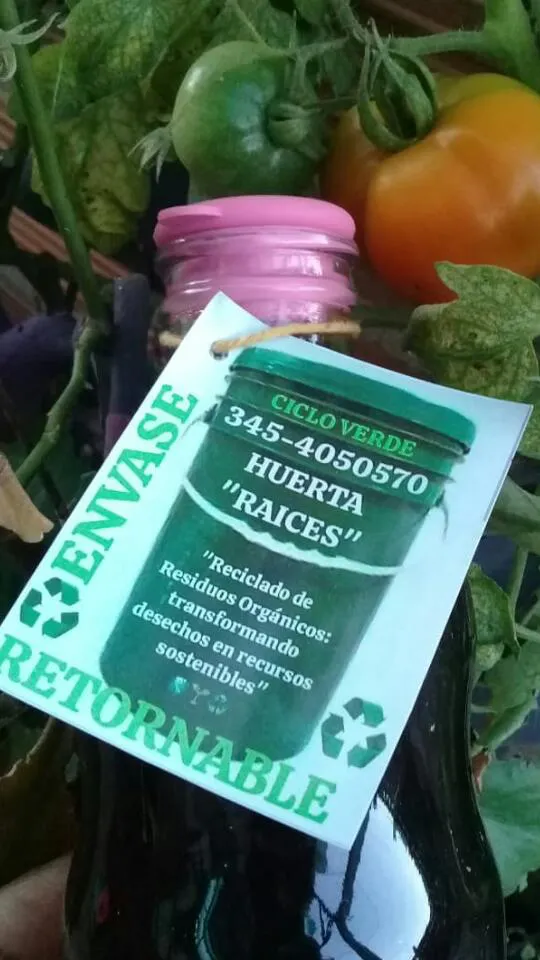 ENVASE
CICLO VERDE
345-4050570
HUERTA
"RAICES"
"Reciclado de
Residuos Orgánicos:
transformando
desechos en recursos
sostenibles"
RETORNABLE